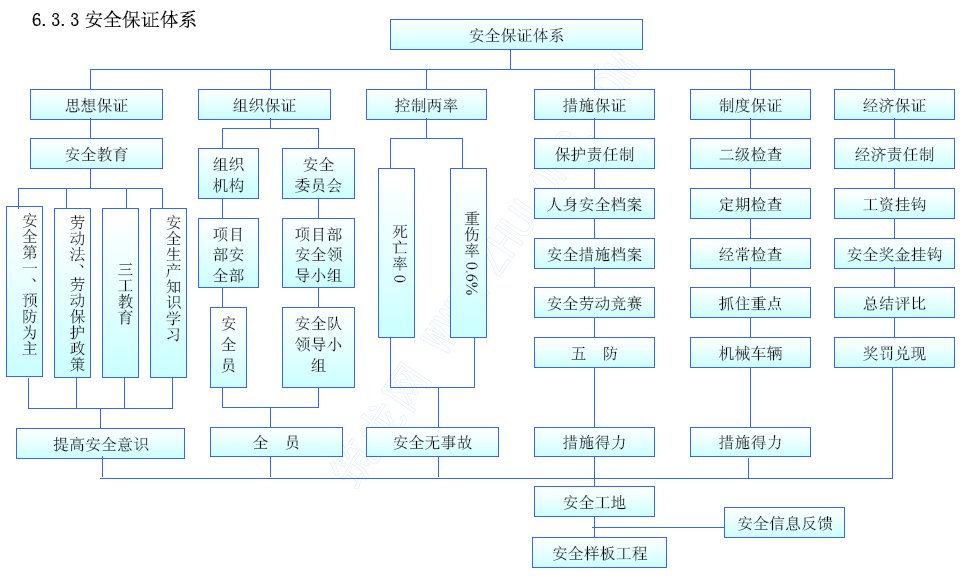 6.3.3 安全保证体系
安全保证体系
思想保证
组织保证
控制两率
措施保证
制度保证
经济保证
安全教育
组织
机构
安全
委员会
保护责任制
二级检查
经济责任制
死亡率0
重伤率0.6%
人身安全档案
定期检查
工资挂钩
安全第一、预防为主
劳动法、劳动保护政策
三工教育
安全生产知识学习
项目
部安
全部
项目部
安全领
导小组
安全措施档案
经常检查
安全奖金挂钩
安全劳动竞赛
抓住重点
总结评比
安
全
员
安全队
领导小
组
五 防
机械车辆
奖罚兑现
提高安全意识
全 员
安全无事故
措施得力
措施得力
安全工地
安全信息反馈
安全样板工程
筑龙网 WWW.ZHULONG.COM